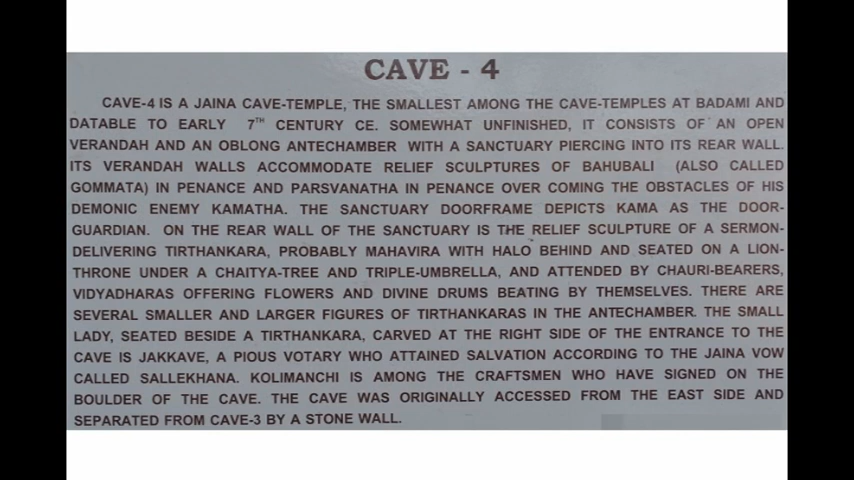 CAVE - 4
CAVE-4 IS A JAINA CAVE-TEMPLE, THE SMALLEST AMONG THE CAVE-TEMPLES AT BADAMI AND
DATABLE TO EARLY 7TH CENTURY CE. SOMEWHAT UNFINISHED, IT CONSISTS OF AN OPEN
VERANDAH AND AN OBLONG ANTECHAMBER WITH A SANCTUARY PIERCING INTO ITS REAR WALL.
ITS VERANDAH WALLS ACCOMMODATE RELIEF SCULPTURES OF BAHUBALI (ALSO CALLED
GOMMATA) IN PENANCE AND PARSVANATHA IN PENANCE OVER COMING THE OBSTACLES OF HIS
DEMONIC ENEMY KAMATHA. THE SANCTUARY DOORFRAME DEPICTS KAMA AS THE DOOR-
GUARDIAN. ON THE REAR WALL OF THE SANCTUARY IS THE RELIEF SCULPTURE OF A SERMON-
DELIVERING TIRTHANKARA, PROBABLY MAHAVIRA WITH HALO BEHIND AND SEATED ON A LION-
THRONE UNDER A CHAITYA-TREE AND TRIPLE-UMBRELLA, AND ATTENDED BY CHAURI-BEARERS,
VIDYADHARAS OFFERING FLOWERS AND DIVINE DRUMS BEATING BY THEMSELVES. THERE ARE
SEVERAL SMALLER AND LARGER FIGURES OF TIRTHANKARAS IN THE ANTECHAMBER. THE SMALL
LADY, SEATED BESIDE A TIRTHANKARA, CARVED AT THE RIGHT SIDE OF THE ENTRANCE TO THE
CAVE IS JAKKAVE, A PIOUS VOTARY WHO ATTAINED SALVATION ACCORDING TO THE JAINA VOW
CALLED SALLEKHANA. KOLIMANCHI IS AMONG THE CRAFTSMEN WHO HAVE SIGNED ON THE
BOULDER OF THE CAVE. THE CAVE WAS ORIGINALLY ACCESSED FROM THE EAST SIDE AND
SEPARATED FROM CAVE-3 BY A STONE WALL.